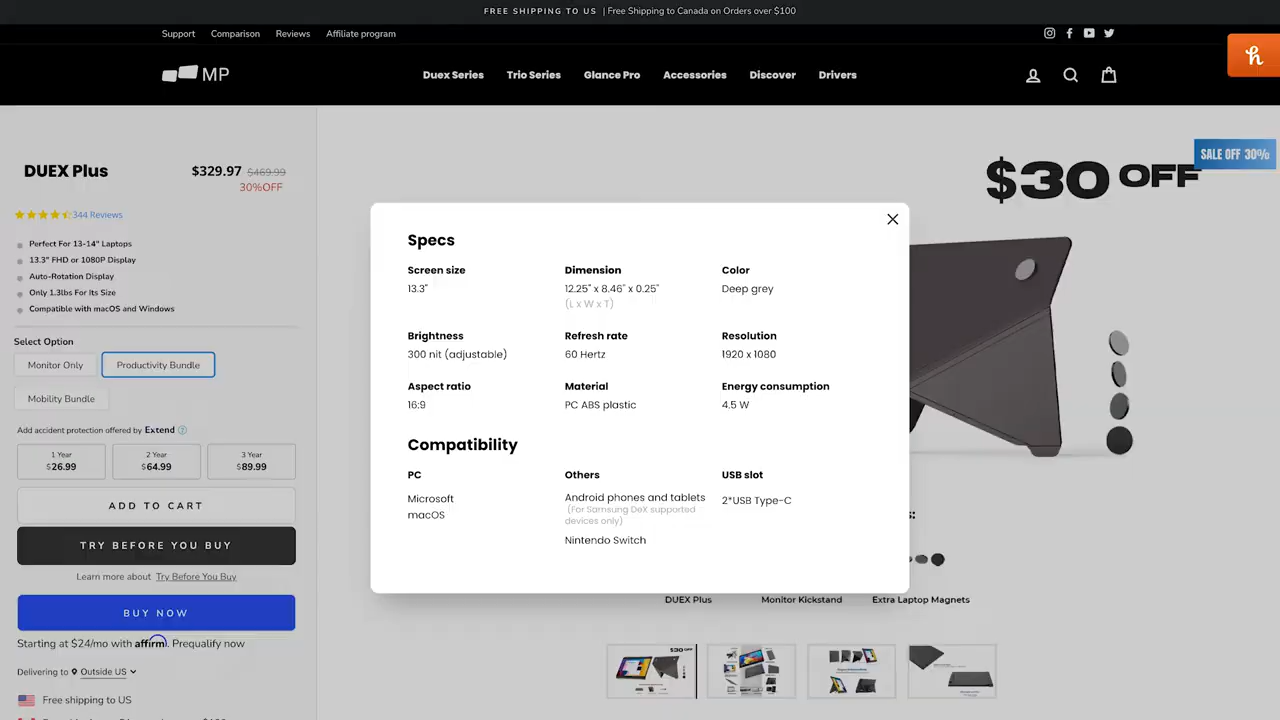 FREE SHIPPING TO US | Free Shipping to Canada on Orders over $100
Support Comparison Reviews Affiliate program
MP
Duex Series Trio Series Glance Pro Accessories Discover Drivers
h
DUEX Plus
$329.97 $469.99
30%OFF
344 Reviews
Perfect For 13-14" Laptops
13.3" FHD or 1080P Display
Auto-Rotation Display
Only 1.3lbs For Its Size
Compatible with macOS and Windows
Select Option
Monitor Only Productivity Bundle
Mobility Bundle
Add accident protection offered by Extend
1 Year 2 Year 3 Year
$26.99 $64.99 $89.99
ADD TO CART
TRY BEFORE YOU BUY
Learn more about Try Before You Buy
BUY NOW
Starting at $24/mo with affirm. Prequalify now
Delivering to Outside US
Free shipping to US
SALE OFF 30%
$30 OFF
Specs
Screen size Dimension Color
13.3" 12.25" x 8.46" x 0.25" Deep grey
(L x W x T)
Brightness Refresh rate Resolution
300 nit (adjustable) 60 Hertz 1920 x 1080
Aspect ratio Material Energy consumption
16:9 PC ABS plastic 4.5 W
Compatibility
PC Others USB slot
Microsoft Android phones and tablets 2*USB Type-C
(For Samsung DeX supported
macOS devices only)
Nintendo Switch
DUEX Plus Monitor Kickstand Extra Laptop Magnets
$30 OFF